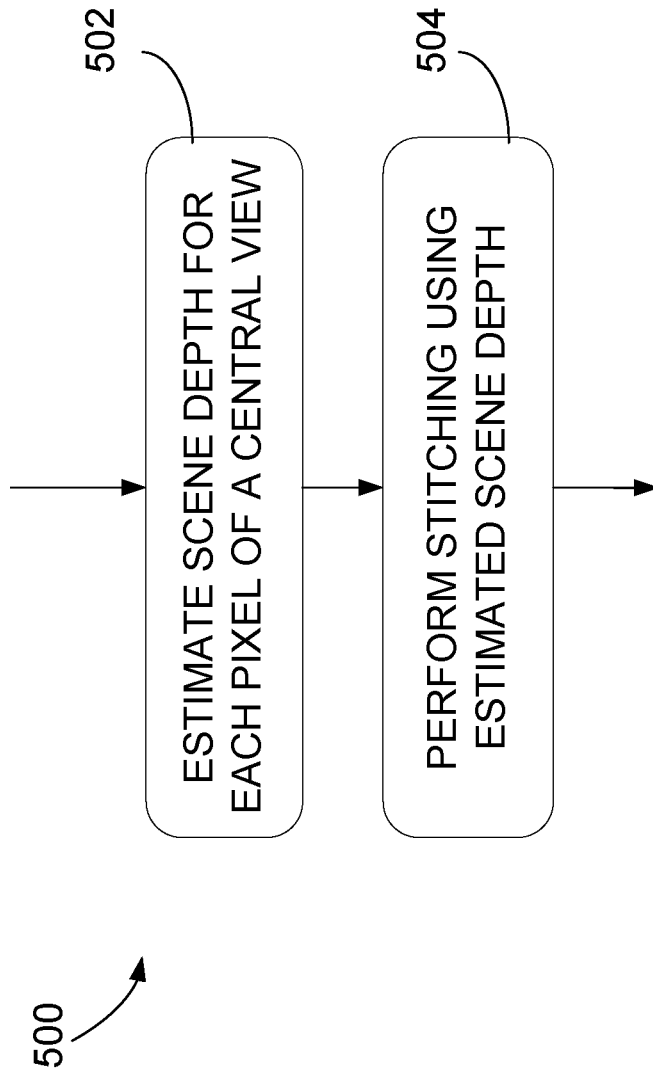 500
502
ESTIMATE SCENE DEPTH FOR
EACH PIXEL OF A CENTRAL VIEW
504
PERFORM STITCHING USING
ESTIMATED SCENE DEPTH